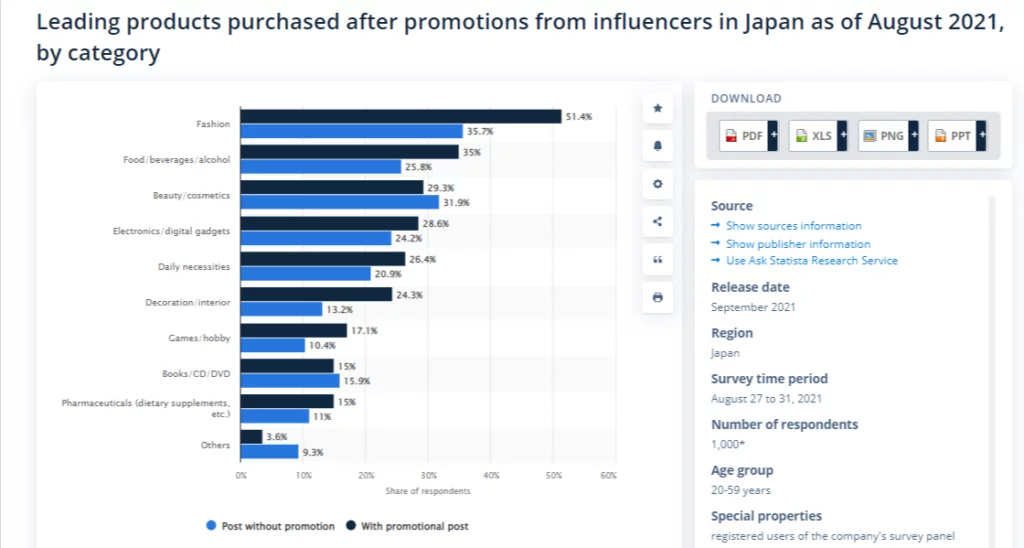 Leading products purchased after promotions from influencers in Japan as of August 2021,
by category
Fashion
51.4%
35.7%
Food/beverages/alcohol
35%
25.8%
Beauty/cosmetics
29.3%
31.9%
Electronics/digital gadgets
28.6%
24.2%
Daily necessities
26.4%
20.9%
Decoration/interior
24.3%
13.2%
Games/hobby
17.1%
10.4%
Books/CD/DVD
15%
15.9%
Pharmaceuticals (dietary supplements,
etc.)
15%
11%
Others
3.6%
9.3%
0% 10% 20% 30% 40% 50% 60%
Share of respondents
Post without promotion With promotional post
DOWNLOAD
PDF + XLS + PNG + PPT +
Source
→ Show sources information
→ Show publisher information
→ Use Ask Statista Research Service
Release date
September 2021
Region
Japan
Survey time period
August 27 to 31, 2021
Number of respondents
1,000*
Age group
20-59 years
Special properties
registered users of the company's survey panel